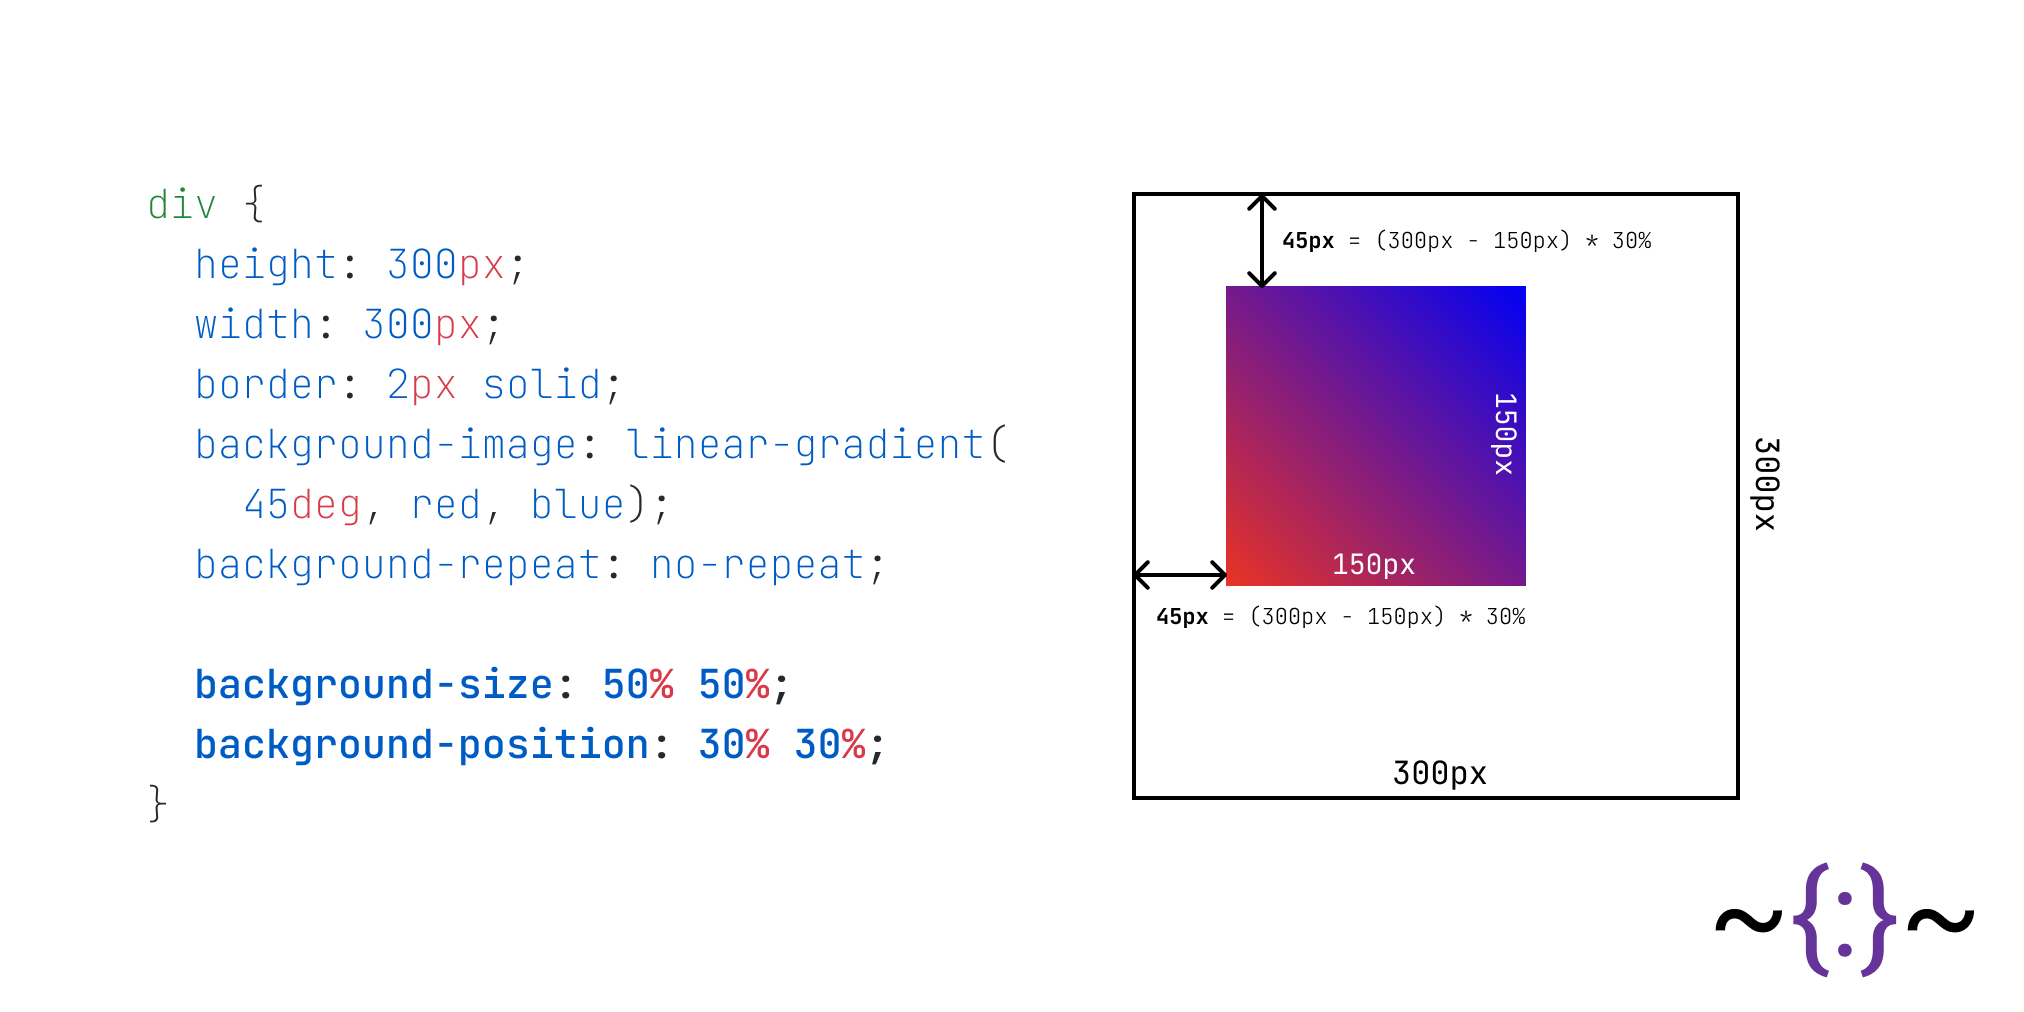 div {
height: 300px;
width: 300px;
border: 2px solid;
background-image: linear-gradient(
45deg, red, blue);
background-repeat: no-repeat;
background-size: 50% 50%;
background-position: 30% 30%;
}
45px = (300px - 150px) * 30%
150px
150px
45px = (300px - 150px) * 30%
300px
300px
~{:}~